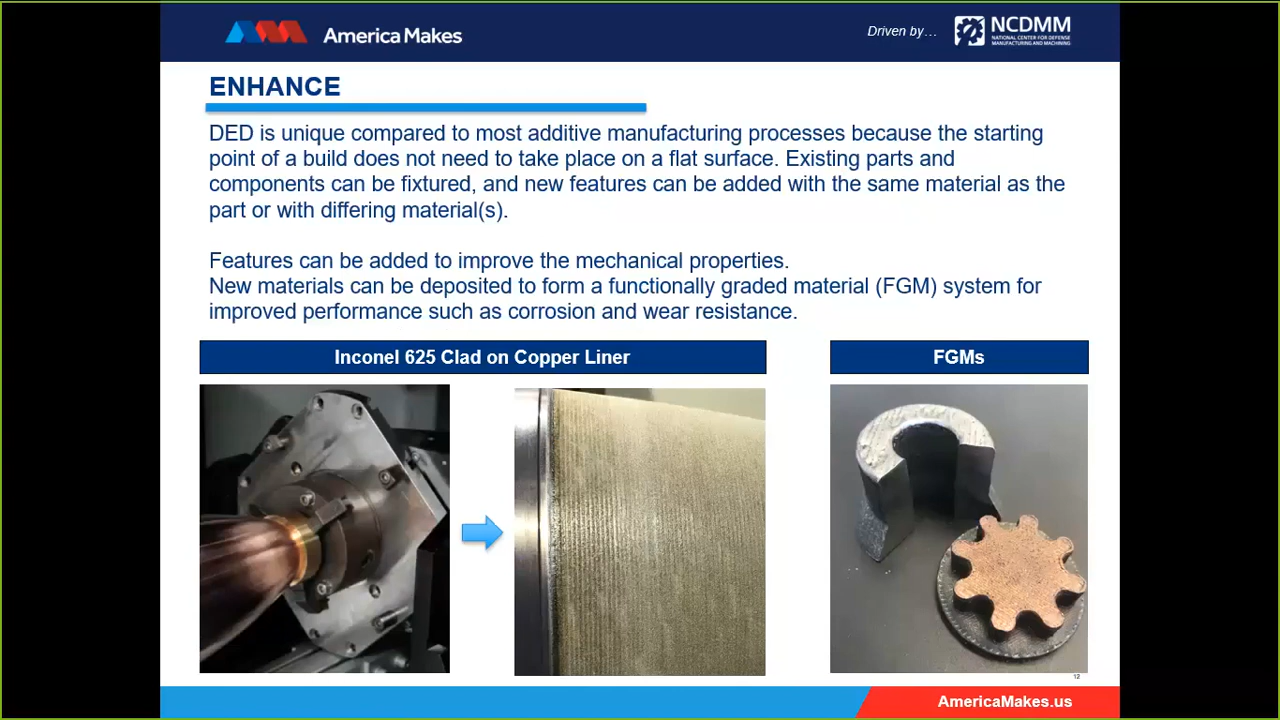 America Makes
Driven by…
NCDMM
NATIONAL CENTER FOR DEFENSE
MANUFACTURING AND MACHINING
ENHANCE
DED is unique compared to most additive manufacturing processes because the starting
point of a build does not need to take place on a flat surface. Existing parts and
components can be fixtured, and new features can be added with the same material as the
part or with differing material(s).
Features can be added to improve the mechanical properties.
New materials can be deposited to form a functionally graded material (FGM) system for
improved performance such as corrosion and wear resistance.
Inconel 625 Clad on Copper Liner
FGMs
12
AmericaMakes.us